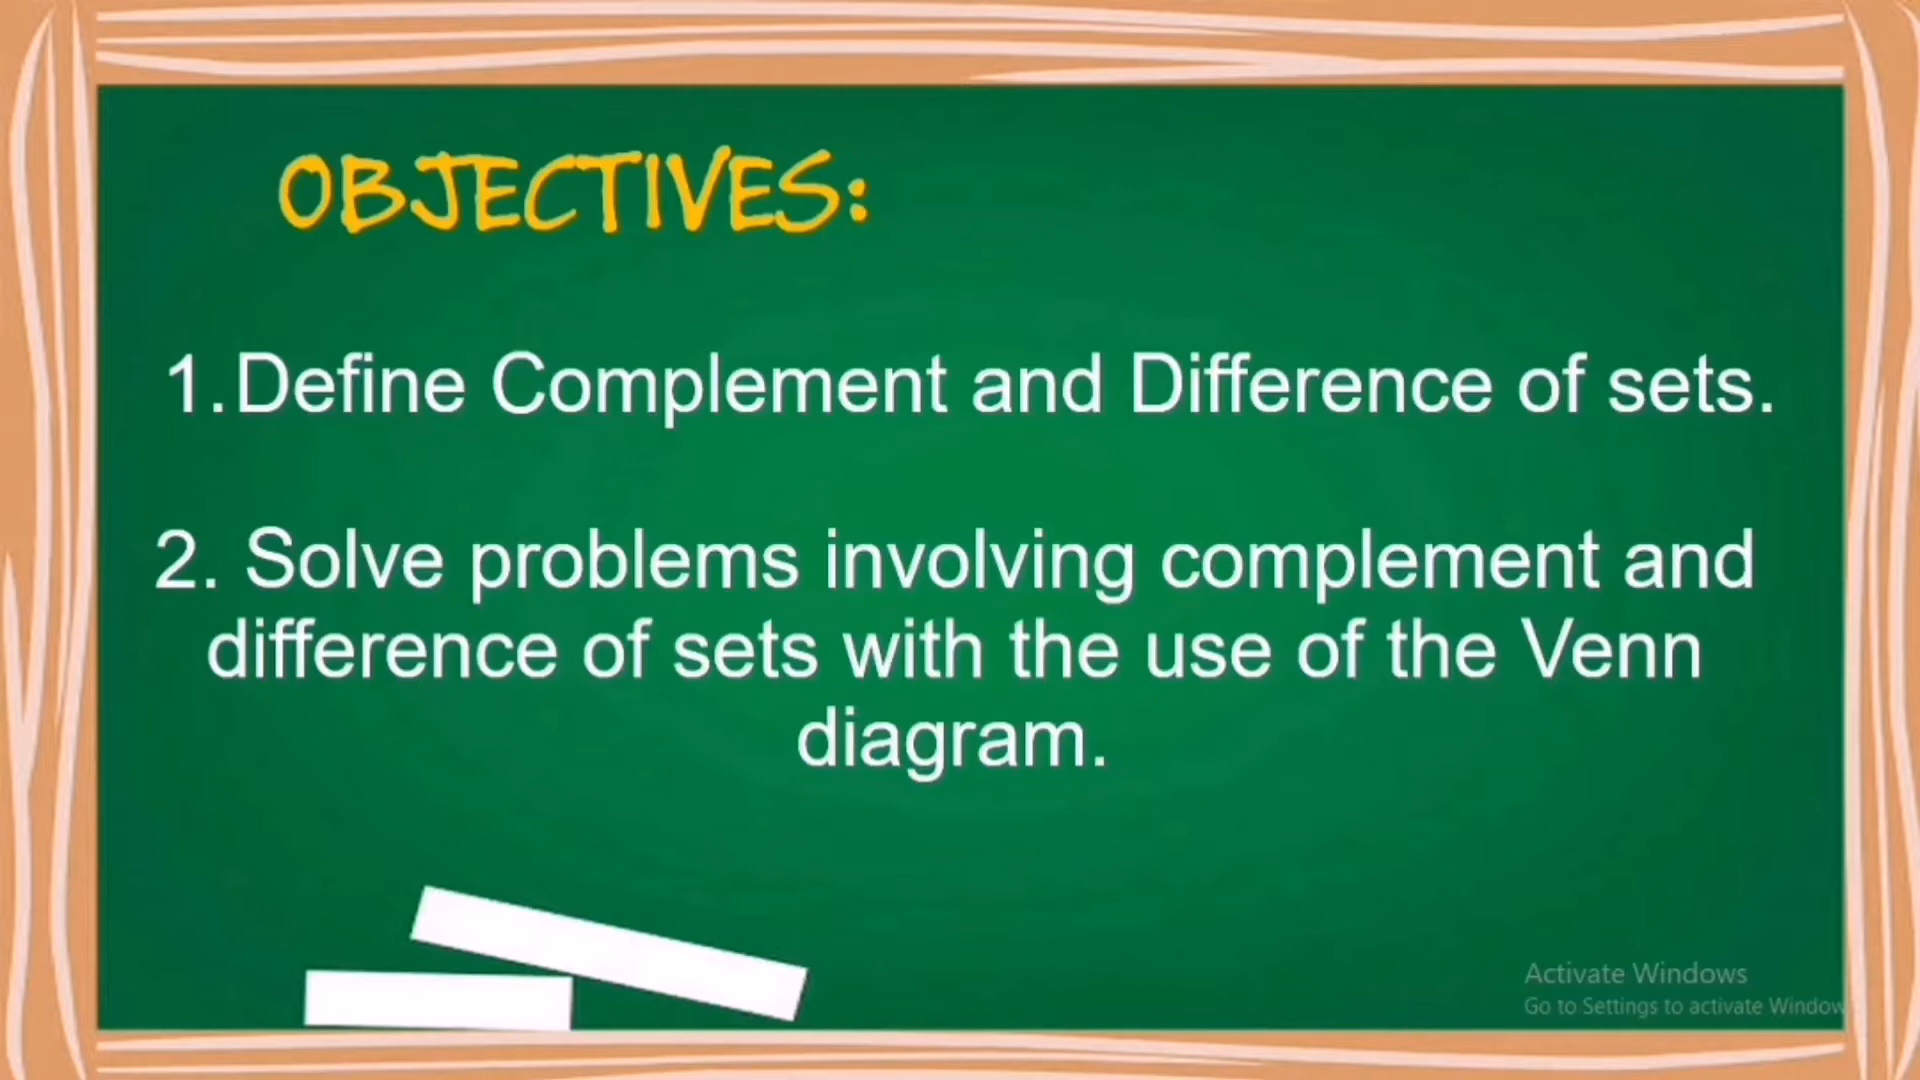 OBJECTIVES:
1.Define Complement and Difference of sets.
2. Solve problems involving complement and
difference of sets with the use of the Venn
diagram.
Activate Windows
Go to Settings to activate Window